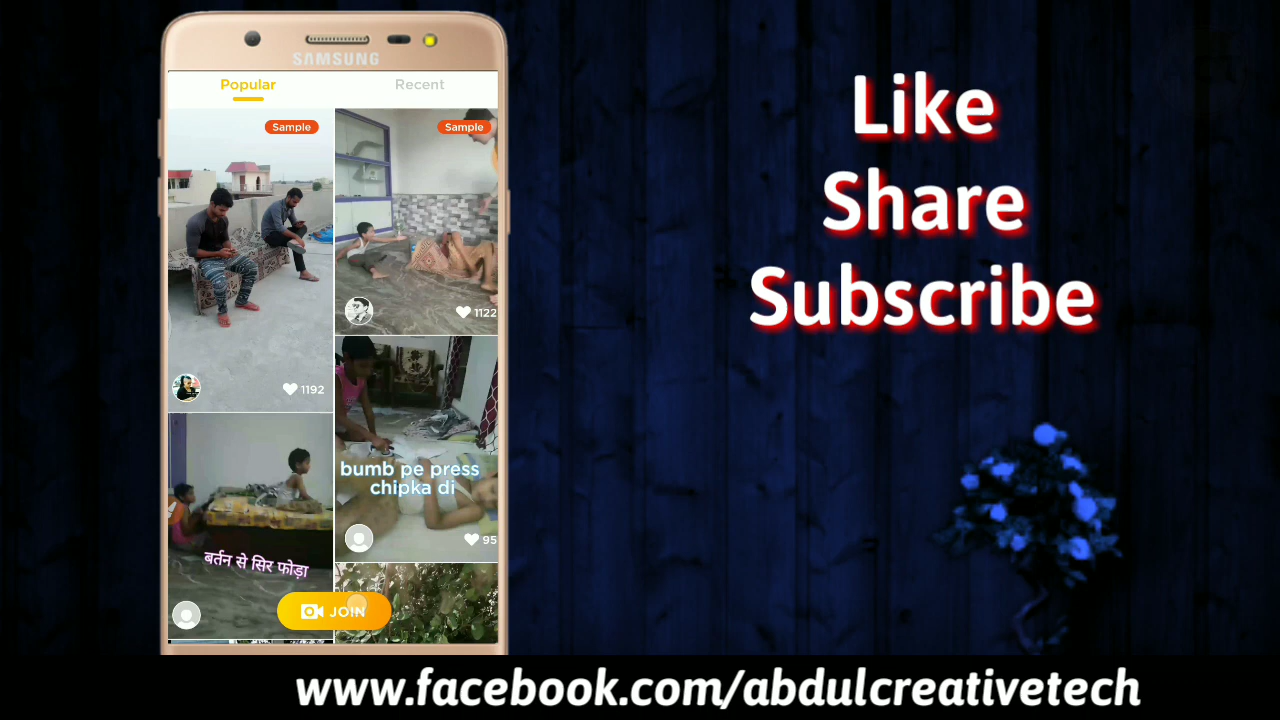 SAMSUNG
Popular
Recent
Sample
Sample
1122
1192
bumb pe press
chipka di
95
बर्तन से सिर फोड़ा
JOIN
Like
Share
Subscribe
www.facebook.com/abdulcreativetech